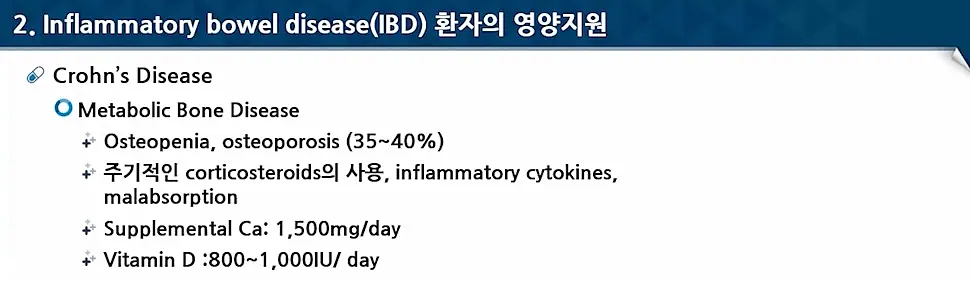 2. Inflammatory bowel disease(IBD) 환자의 영양지원
Crohn's Disease
Metabolic Bone Disease
Osteopenia, osteoporosis (35~40%)
주기적인 corticosteroids의 사용, inflammatory cytokines,
malabsorption
Supplemental Ca: 1,500mg/day
Vitamin D :800~1,000IU/ day